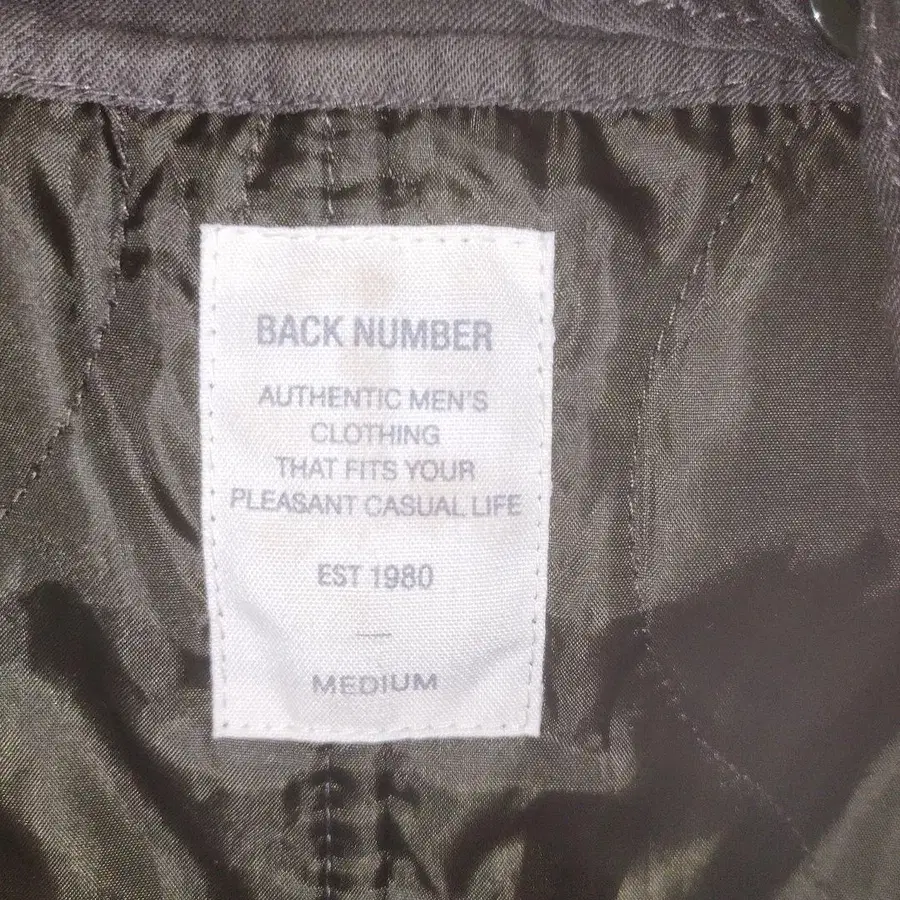 BACK NUMBER
AUTHENTIC MEN'S
CLOTHING
THAT FITS YOUR
PLEASANT CASUAL LIFE
EST 1980
—
MEDIUM